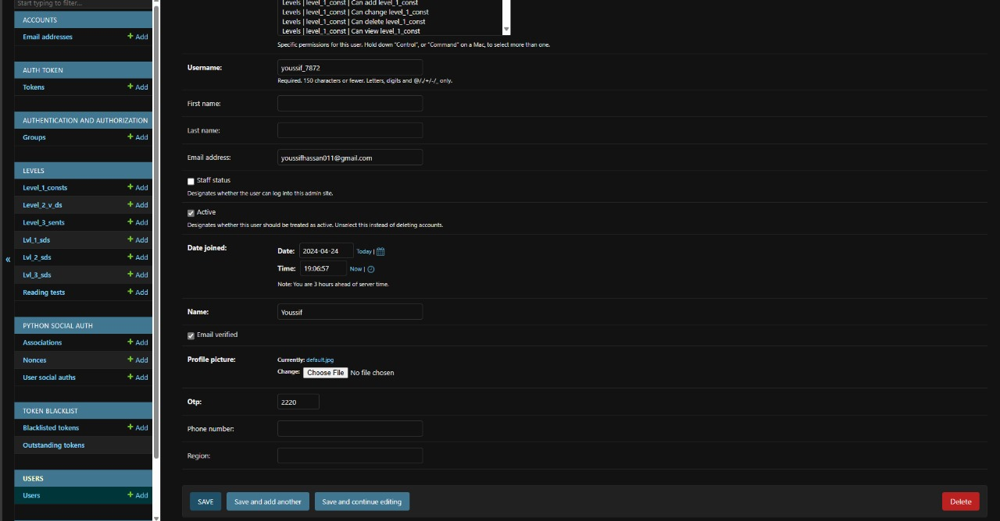 Start typing to filter...
ACCOUNTS
Email addresses + Add
AUTH TOKEN
Tokens + Add
AUTHENTICATION AND AUTHORIZATION
Groups + Add
LEVELS
Level_1_consts + Add
Level_2_v_ds + Add
Level_3_sents + Add
Lvl_1_sds + Add
Lvl_2_sds + Add
Lvl_3_sds + Add
Reading tests + Add
PYTHON SOCIAL AUTH
Associations + Add
Nonces + Add
User social auths + Add
TOKEN BLACKLIST
Blacklisted tokens + Add
Outstanding tokens
USERS
Users + Add
«
Levels | level_1_const | Can add level_1_const
Levels | level_1_const | Can change level_1_const
Levels | level_1_const | Can delete level_1_const
Levels | level_1_const | Can view level_1_const
Specific permissions for this user. Hold down "Control", or "Command" on a Mac, to select more than one.
Username: youssif_7872
Required. 150 characters or fewer. Letters, digits and @/./+/-/_ only.
First name:
Last name:
Email address: youssifhassan011@gmail.com
Staff status
Designates whether the user can log into this admin site.
Active
Designates whether this user should be treated as active. Unselect this instead of deleting accounts.
Date joined: Date: 2024-04-24 Today |
Time: 19:06:57 Now |
Note: You are 3 hours ahead of server time.
Name: Youssif
Email verified
Profile picture: Currently: default.jpg
Change: Choose File No file chosen
Otp: 2220
Phone number:
Region:
SAVE Save and add another Save and continue editing Delete